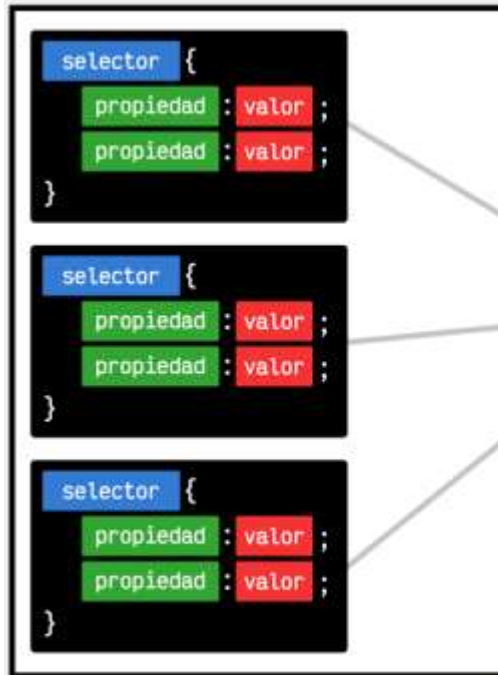 selector {
propiedad : valor ;
propiedad : valor ;
}
selector {
propiedad : valor ;
propiedad : valor ;
}
selector {
propiedad : valor ;
propiedad : valor ;
}